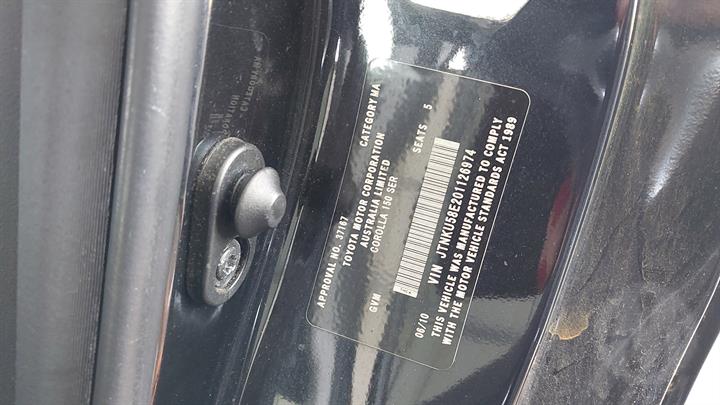 APPROVAL NO. 37167 CATEGORY MA
TOYOTA MOTOR CORPORATION
AUSTRALIA LIMITED
COROLLA 150 SER
GVM SEATS 5
06/10 VIN JTNKU58E201126974
THIS VEHICLE WAS MANUFACTURED TO COMPLY
WITH THE MOTOR VEHICLE STANDARDS ACT 1989